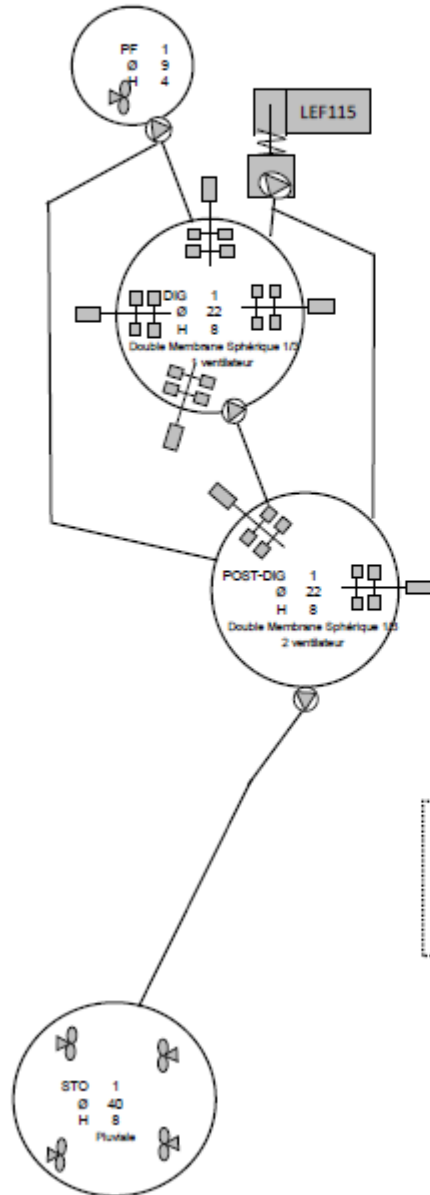 PF 1
Ø 9
H 4
LEF115
DIG 1
Ø 22
H 8
Double Membrane Sphérique 1/3
1 ventilateur
POST-DIG 1
Ø 22
H 8
Double Membrane Sphérique 1/3
2 ventilateur
STO 1
Ø 40
H 8
Pluviale